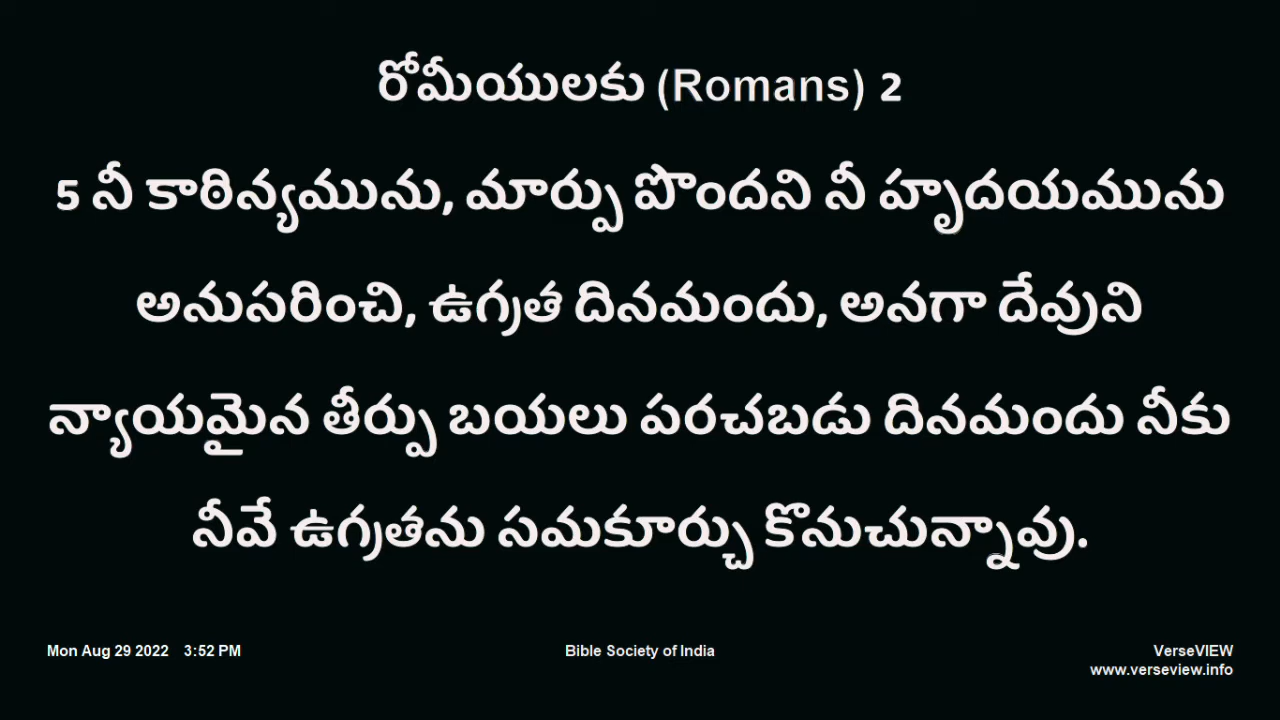 రోమీయులకు (Romans) 2
5 నీ కాఠిన్యమును, మార్పు పొందని నీ హృదయమును
అనుసరించి, ఉగ్రత దినమందు, అనగా దేవుని
న్యాయమైన తీర్పు బయలు పరచబడు దినమందు నీకు
నీవే ఉగ్రతను సమకూర్చు కొనుచున్నావు.
Mon Aug 29 2022 3:52 PM
Bible Society of India
VerseVIEW
www.verseview.info